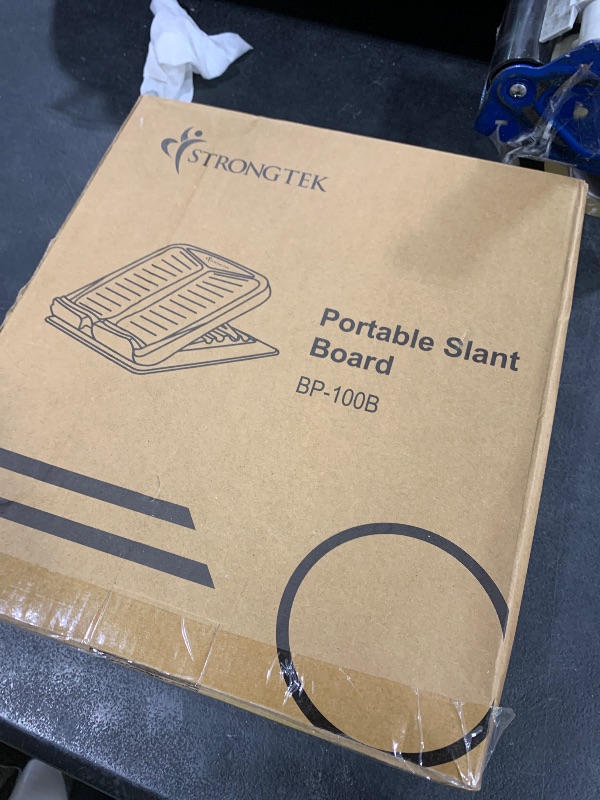 STRONGTEK
Portable Slant
Board
BP-100B